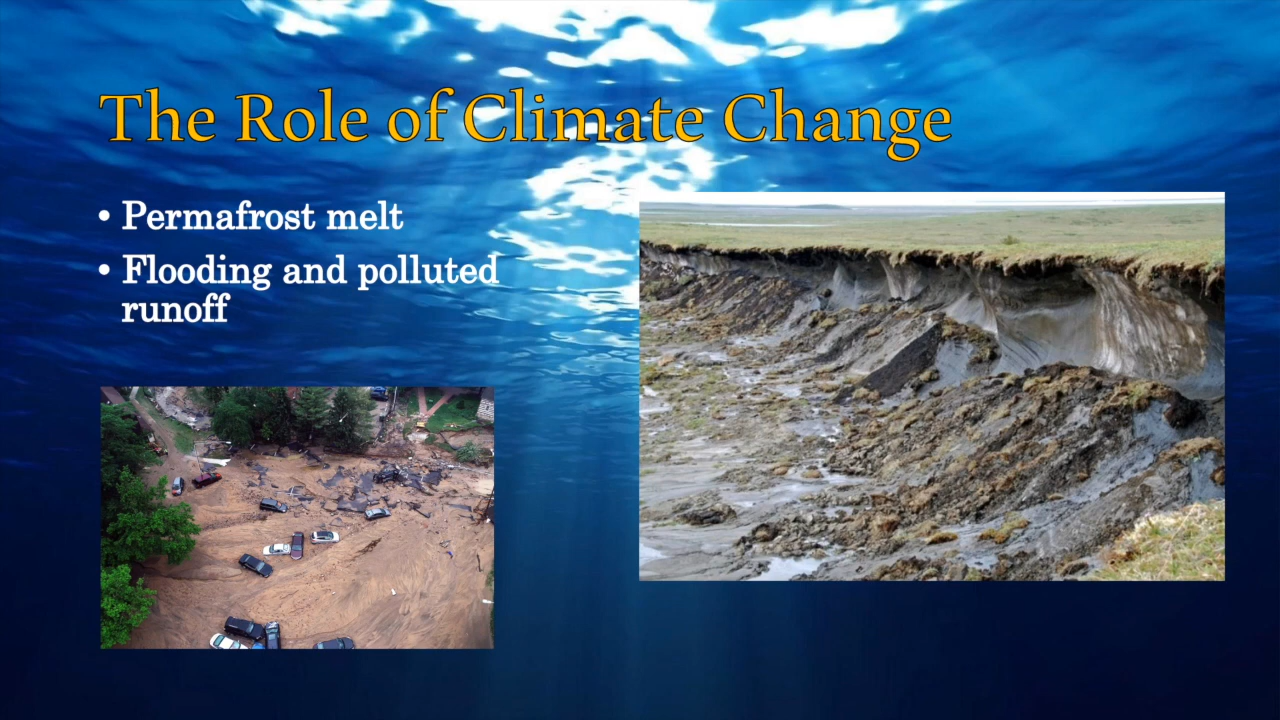 The Role of Climate Change
• Permafrost melt
• Flooding and polluted
runoff